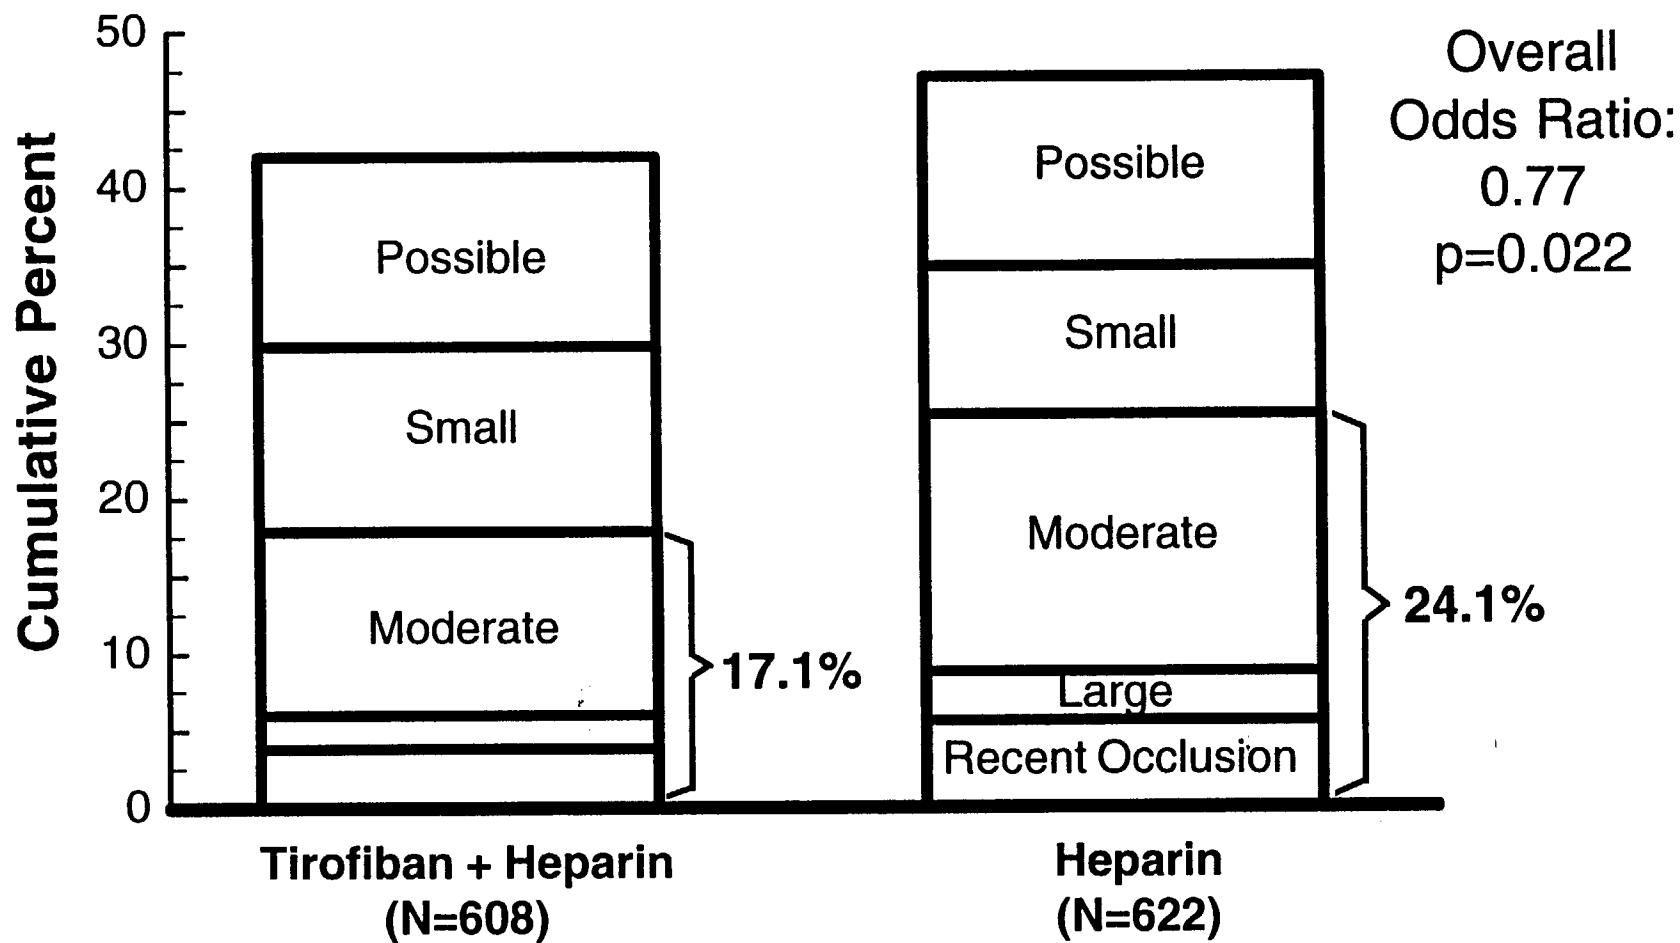 Cumulative Percent
50
40
30
20
10
0
Possible
Small
Moderate
17.1%
Possible
Small
Moderate
Large
Recent Occlusion
24.1%
Overall
Odds Ratio:
0.77
p=0.022
Tirofiban + Heparin
(N=608)
Heparin
(N=622)